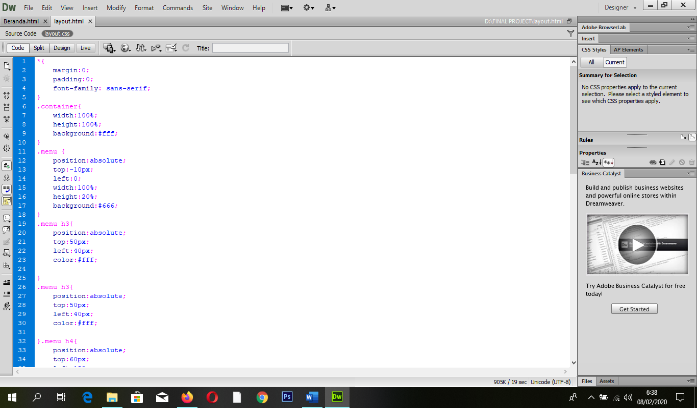 Dw File Edit View Insert Modify Format Commands Site Window Help Designer
Beranda.html × layout.html × D:\FINAL PROJECT\layout.html
Source Code layout.css
Code Split Design Live Title:
1 *{
2 margin:0;
3 padding:0;
4 font-family: sans-serif;
5 }
6 .container{
7 width:100%;
8 height:100%;
9 background:#fff;
10 }
11 .menu {
12 position:absolute;
13 top:-10px;
14 left:0;
15 width:100%;
16 height:20%;
17 background:#666;
18 {
19 .menu h3{
20 position:absolute;
21 top:50px;
22 left:40px;
23 color:#fff;
24
25 {
26 .menu h3{
27 position:absolute;
28 top:50px;
29 left:40px;
30 color:#fff;
31
32 }.menu h4{
33 position:absolute;
34 top:60px;
905K / 19 sec Unicode (UTF-8)
Adobe BrowserLab
Insert
CSS Styles AP Elements
All Current
Summary for Selection
No CSS properties apply to the current
selection. Please select a styled element to
see which CSS properties apply.
Rules
Properties
Business Catalyst
Build and publish business websites
and powerful online stores within
Dreamweaver.
Try Adobe Business Catalyst for free
today!
Get Started
Files Assets
Ps W Dw
6:38
08/02/2020